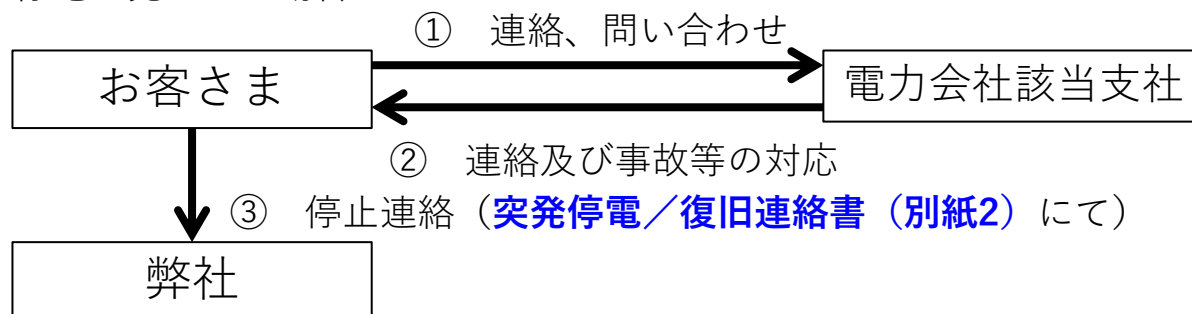 ① 連絡、問い合わせ
お客さま
電力会社該当支社
② 連絡及び事故等の対応
③ 停止連絡（突発停電／復旧連絡書（別紙2）にて）
弊社